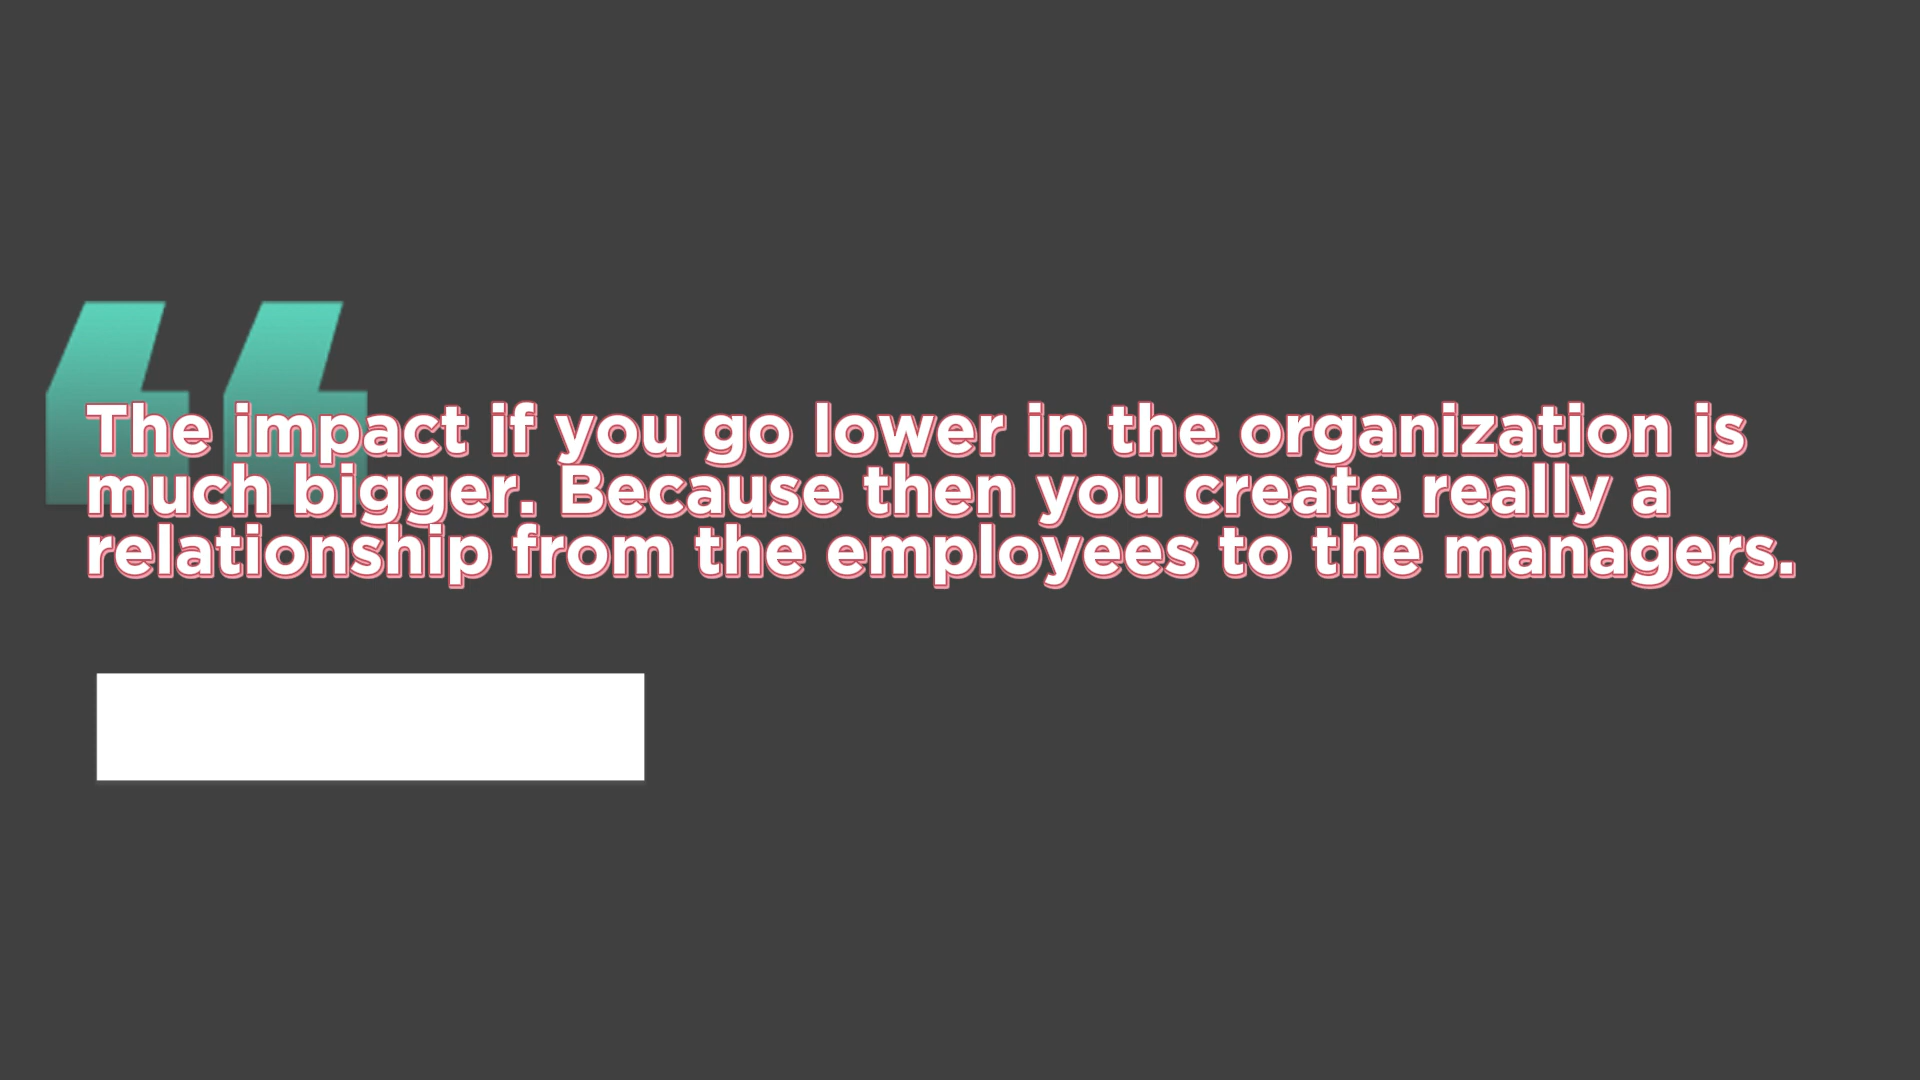 The impact if you go lower in the organization is
much bigger. Because then you create really a
relationship from the employees to the managers.